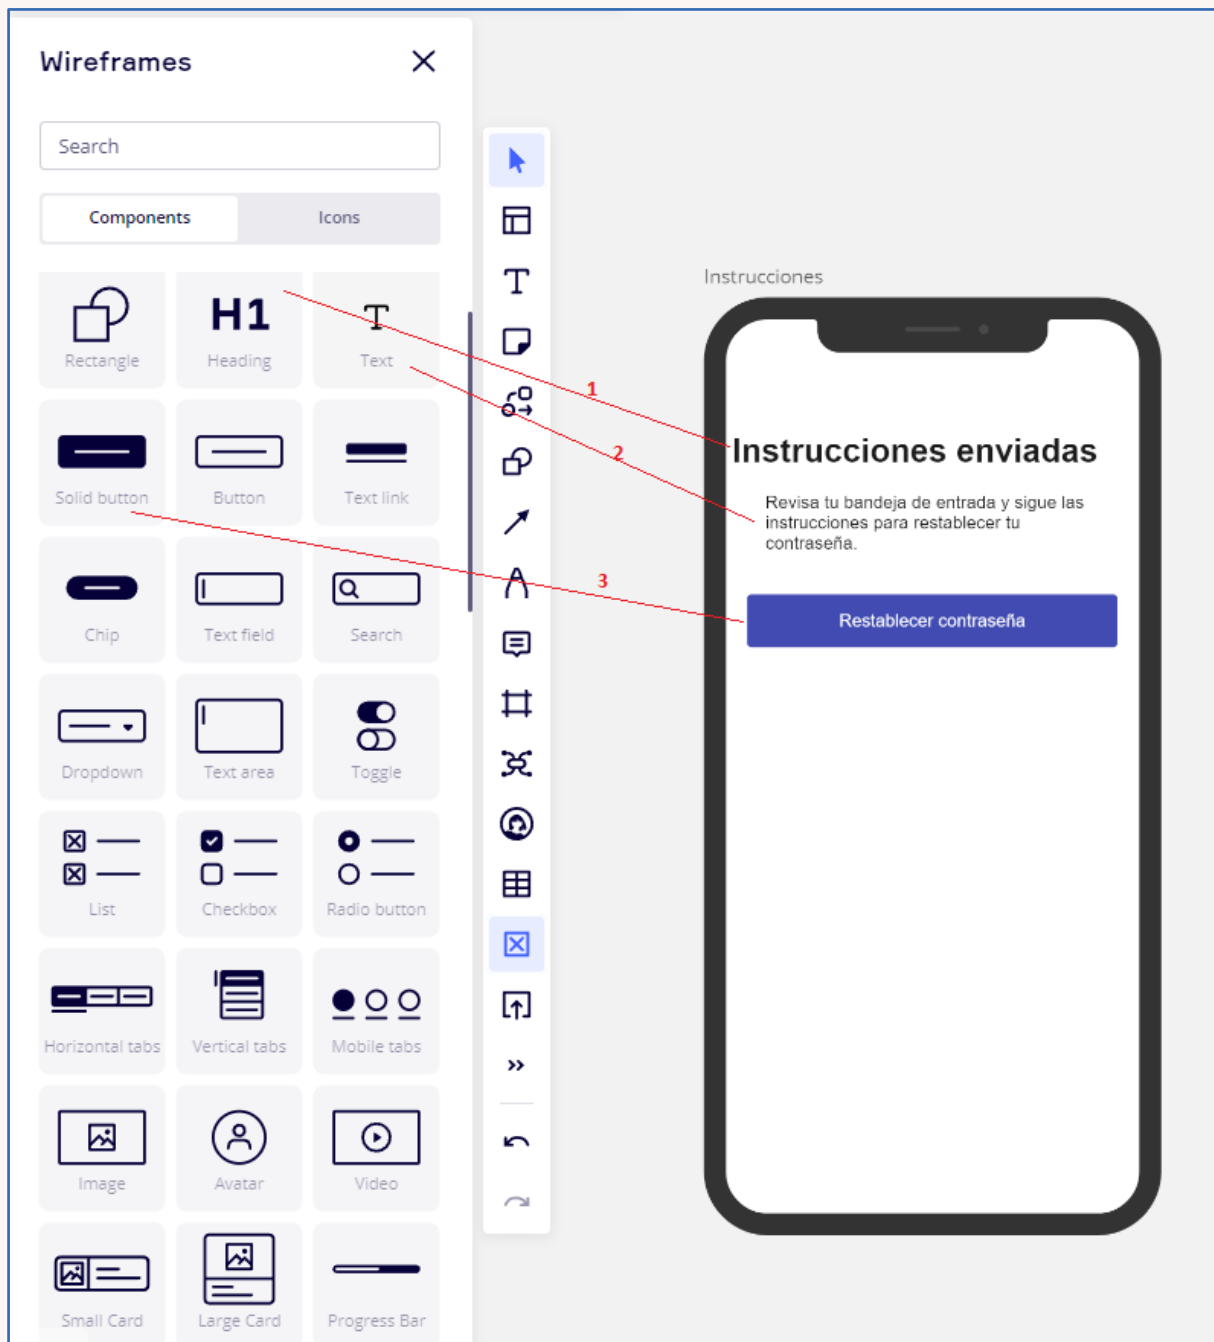 Wireframes
Search
Components
Icons
H1
T
Rectangle
Heading
Text
Solid button
Button
Text link
Chip
Text field
Search
Dropdown
Text area
Toggle
List
Checkbox
Radio button
Horizontal tabs
Vertical tabs
Mobile tabs
Image
Avatar
Video
Small Card
Large Card
Progress Bar
T
1
2
3
Instrucciones
Instrucciones enviadas
Revisa tu bandeja de entrada y sigue las
instrucciones para restablecer tu
contraseña.
Restablecer contraseña